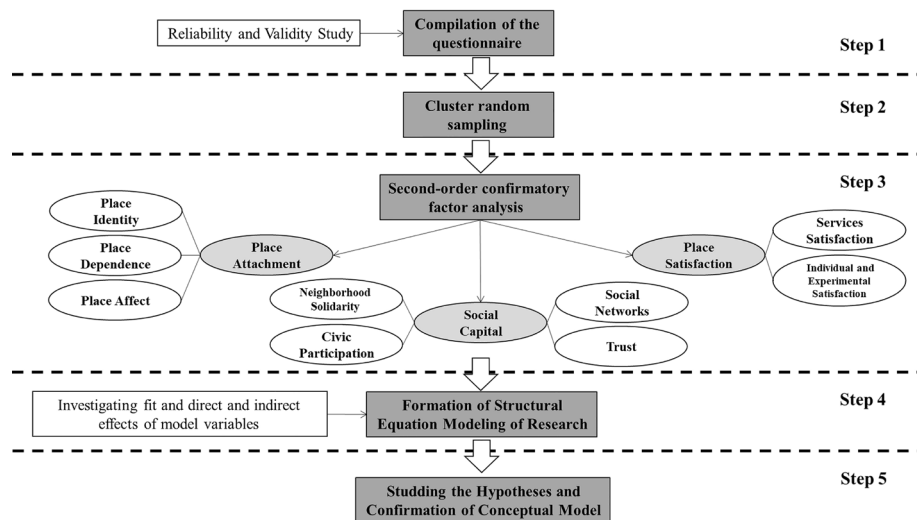 Reliability and Validity Study
Compilation of the
questionnaire
Step 1
Cluster random
sampling
Step 2
Second-order confirmatory
factor analysis
Step 3
Place
Identity
Place
Dependence
Place Affect
Place
Attachment
Neighborhood
Solidarity
Civic
Participation
Social
Capital
Social
Networks
Trust
Place
Satisfaction
Services
Satisfaction
Individual and
Experimental
Satisfaction
Investigating fit and direct and indirect
effects of model variables
Formation of Structural
Equation Modeling of Research
Step 4
Studding the Hypotheses and
Confirmation of Conceptual Model
Step 5